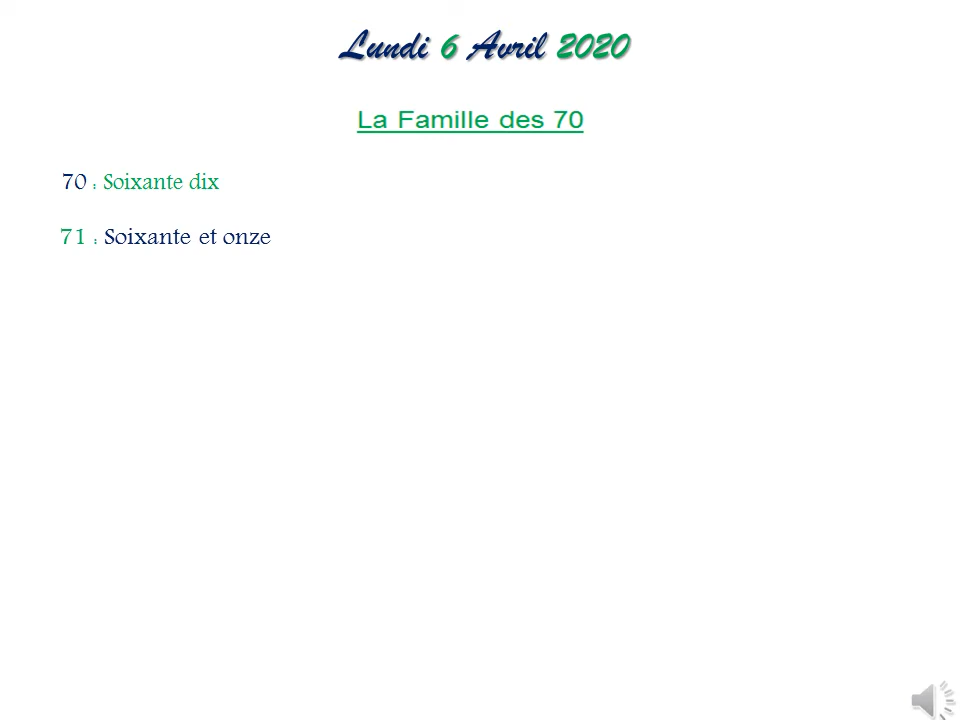 Lundi 6 Avril 2020
La Famille des 70
70 : Soixante dix
71 : Soixante et onze